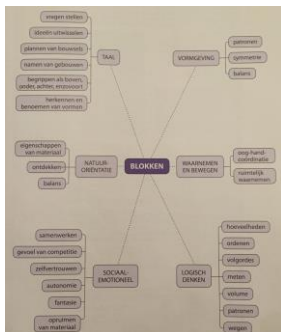 vragen stellen
ideeën uitwisselen
plannen van bouwsels
namen van gebouwen
begrippen als boven,
onder, achter, enzovoort
herkennen en
benoemen van vormen
TAAL
VORMGEVING
patronen
symmetrie
balans
eigenschappen
van materiaal
ontdekken
balans
NATUUR-
ORIËNTATIE
BLOKKEN
WAARNEMEN
EN BEWEGEN
oog-hand-
coördinatie
ruimtelijk
waarnemen
samenwerken
gevoel van competitie
zelfvertrouwen
autonomie
fantasie
opruimen
van materiaal
SOCIAAL-
EMOTIONEEL
LOGISCH
DENKEN
hoeveelheden
ordenen
volgordes
meten
volume
patronen
wegen